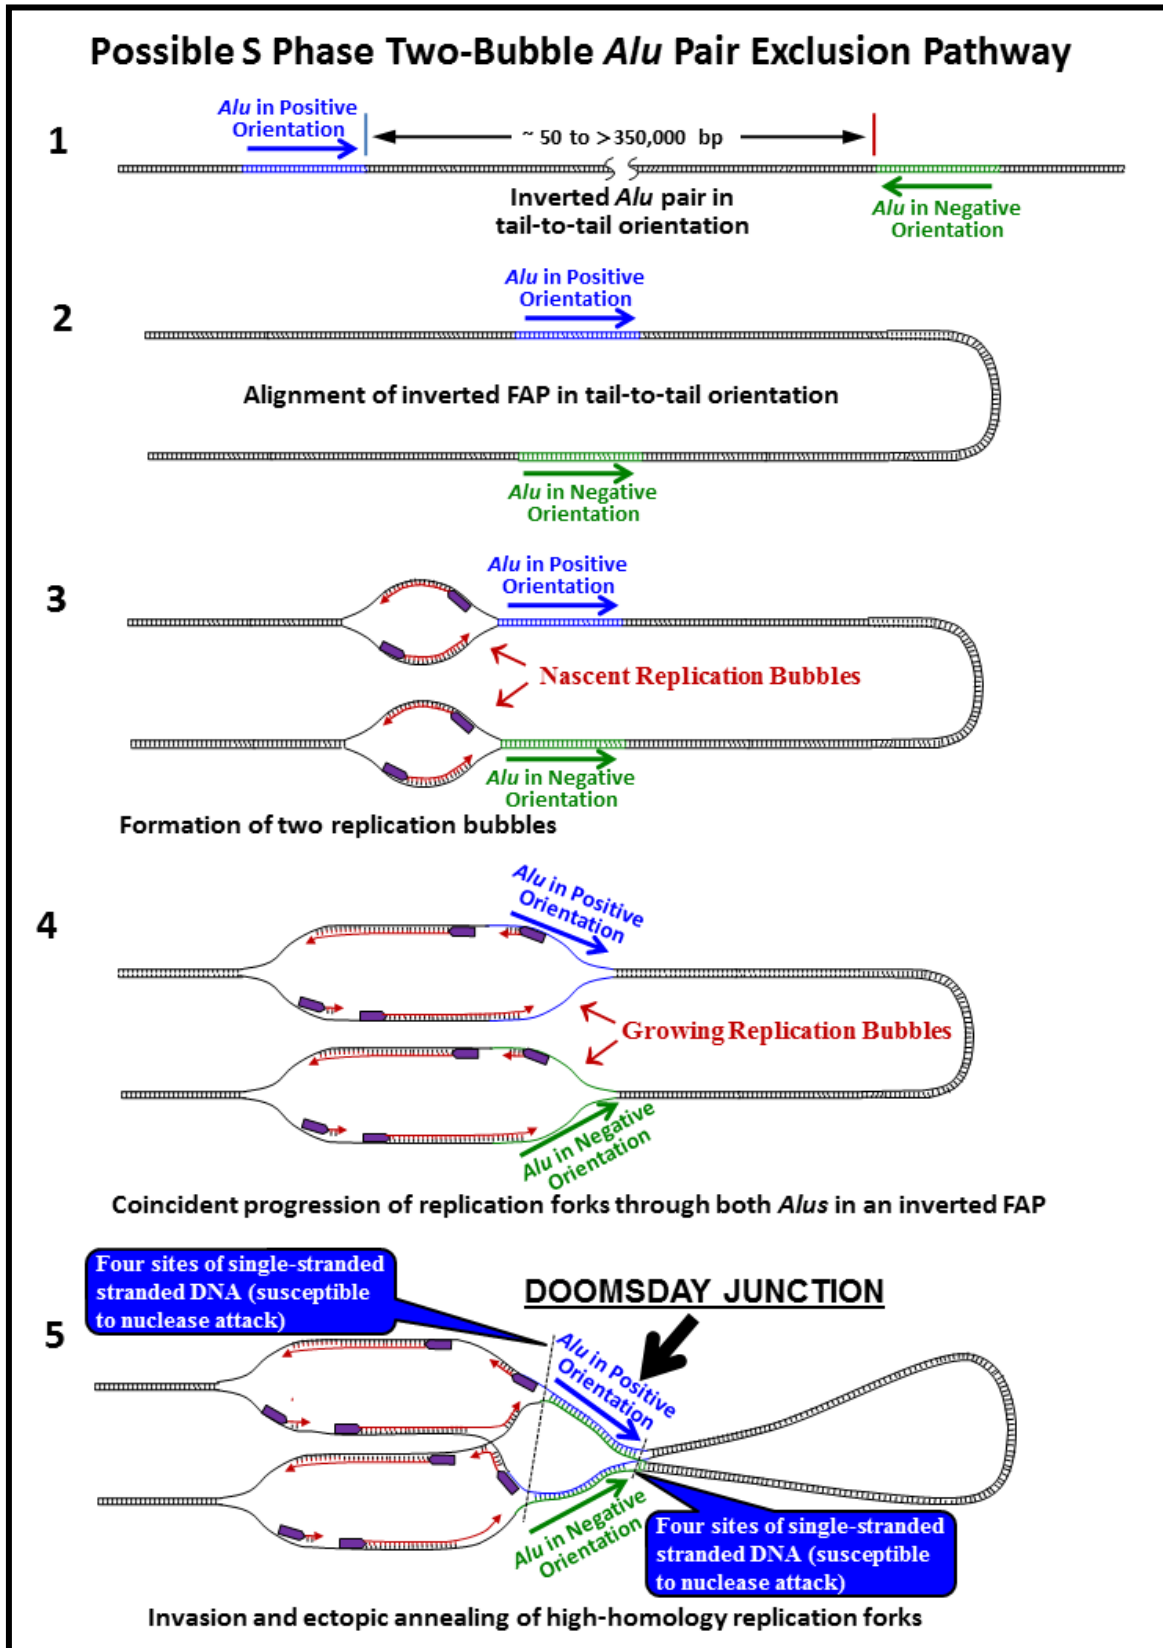 Possible S Phase Two-Bubble Alu Pair Exclusion Pathway
1
Alu in Positive
Orientation
~ 50 to >350,000 bp
Inverted Alu pair in
tail-to-tail orientation
Alu in Negative
Orientation
2
Alu in Positive
Orientation
Alignment of inverted FAP in tail-to-tail orientation
Alu in Negative
Orientation
3
Alu in Positive
Orientation
Nascent Replication Bubbles
Alu in Negative
Orientation
Formation of two replication bubbles
4
Alu in Positive
Orientation
Growing Replication Bubbles
Alu in Negative
Orientation
Coincident progression of replication forks through both Alus in an inverted FAP
5
Four sites of single-stranded
stranded DNA (susceptible
to nuclease attack)
DOOMSDAY JUNCTION
Alu in Positive
Orientation
Alu in Negative
Orientation
Four sites of single-stranded
stranded DNA (susceptible
to nuclease attack)
Invasion and ectopic annealing of high-homology replication forks